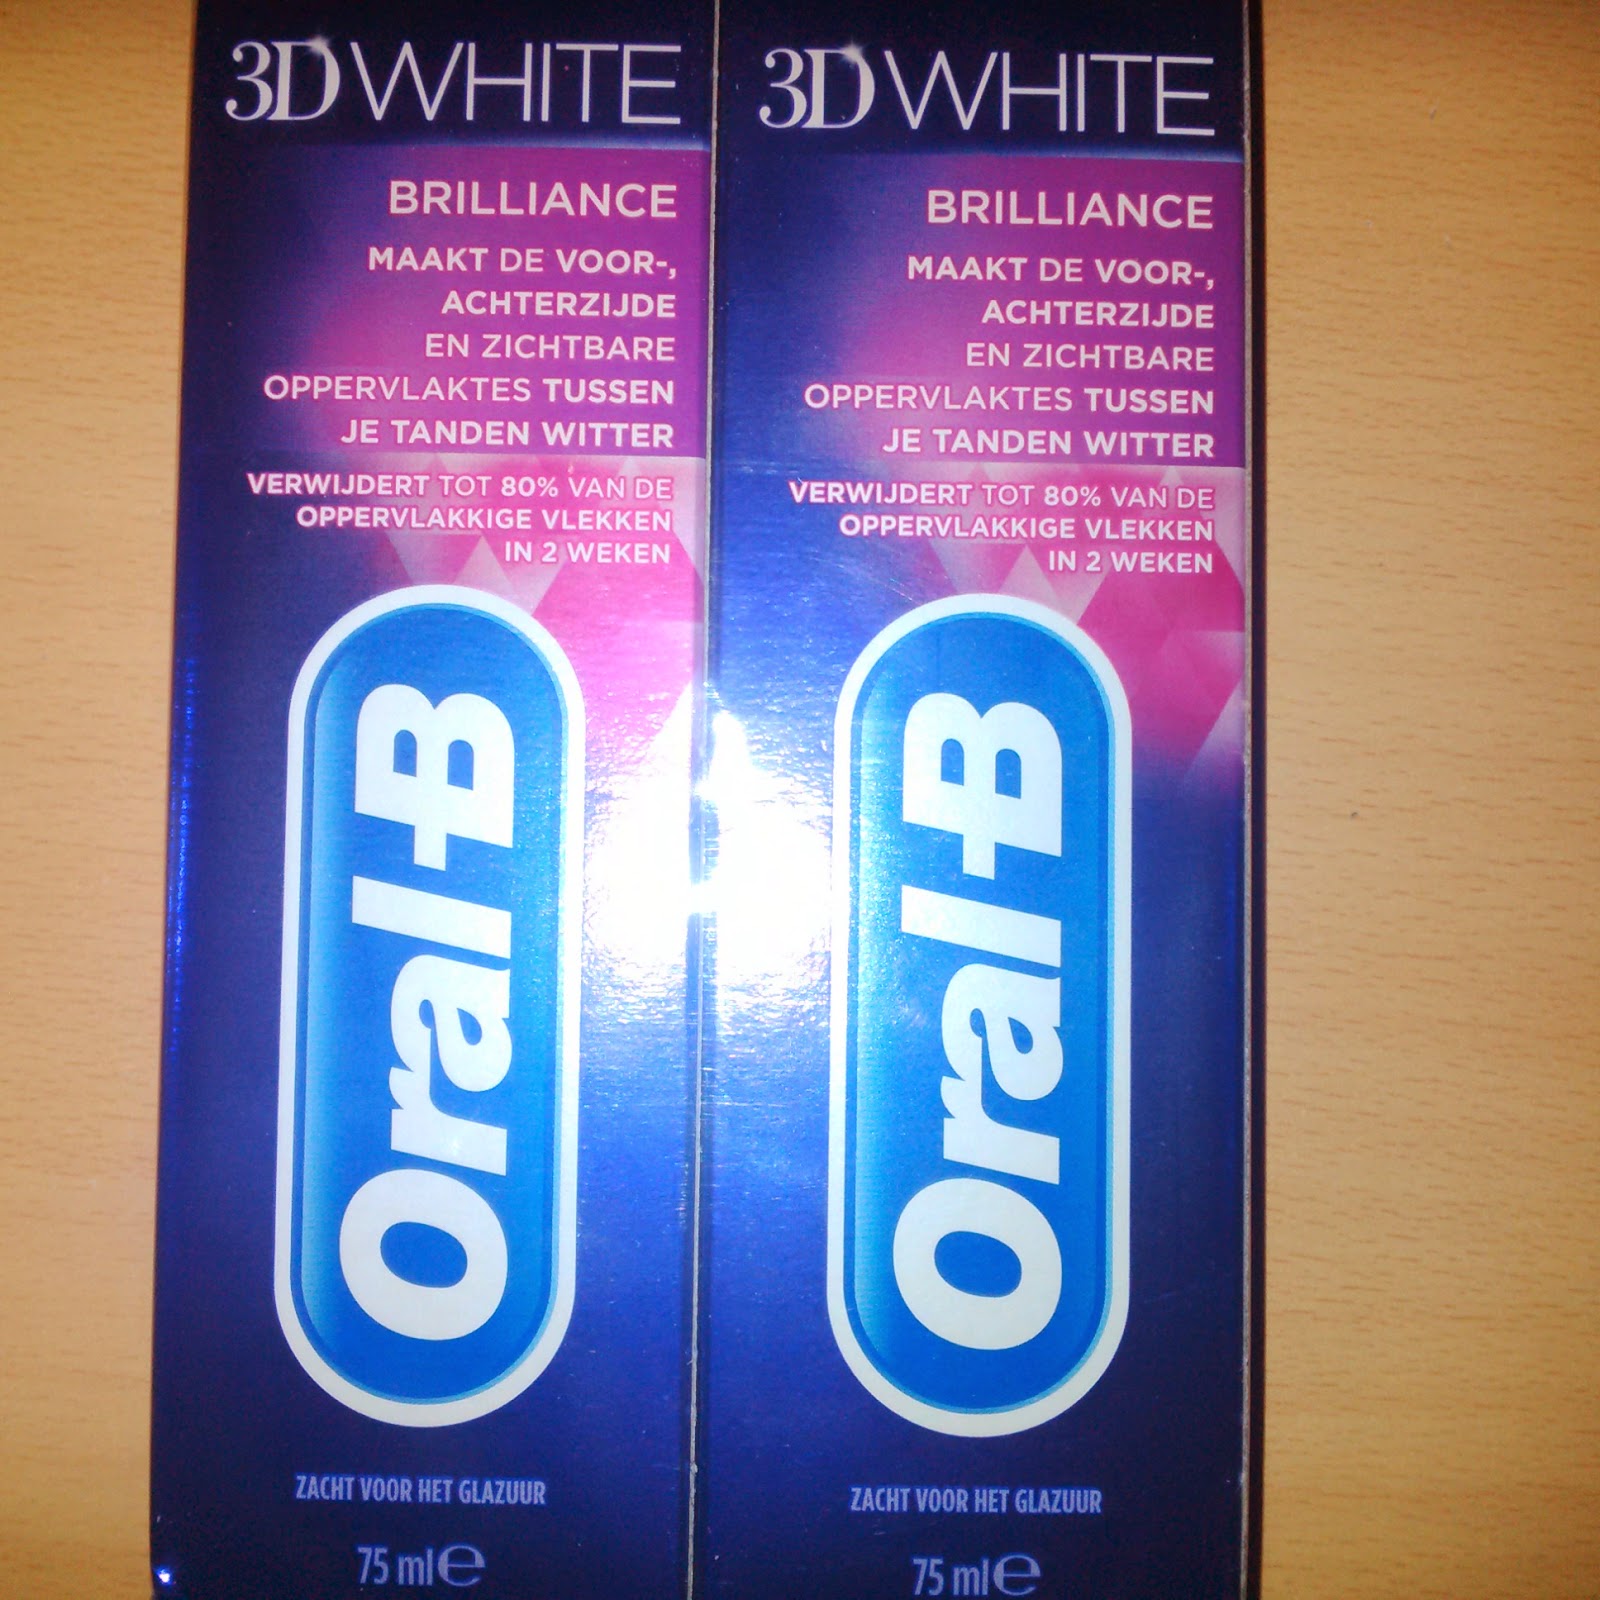 3D WHITE
BRILLIANCE
MAAKT DE VOOR-,
ACHTERZIJDE
EN ZICHTBARE
OPPERVLAKTES TUSSEN
JE TANDEN WITTER
VERWIJDERT TOT 80% VAN DE
OPPERVLAKKIGE VLEKKEN
IN 2 WEKEN
Oral-B
ZACHT VOOR HET GLAZUUR
75 ml℮
3D WHITE
BRILLIANCE
MAAKT DE VOOR-,
ACHTERZIJDE
EN ZICHTBARE
OPPERVLAKTES TUSSEN
JE TANDEN WITTER
VERWIJDERT TOT 80% VAN DE
OPPERVLAKKIGE VLEKKEN
IN 2 WEKEN
Oral-B
ZACHT VOOR HET GLAZUUR
75 ml℮